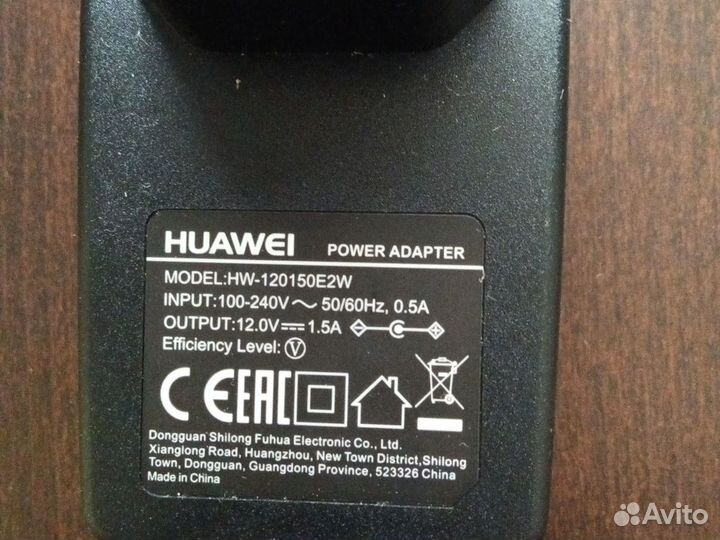 HUAWEI POWER ADAPTER
MODEL:HW-120150E2W
INPUT:100-240V～50/60Hz, 0.5A
OUTPUT:12.0V⎓1.5A
Efficiency Level: Ⓥ
CE EAC
Dongguan Shilong Fuhua Electronic Co., Ltd.
Xianglong Road, Huangzhou, New Town District,Shilong
Town, Dongguan, Guangdong Province, 523326 China
Made in China
Avito